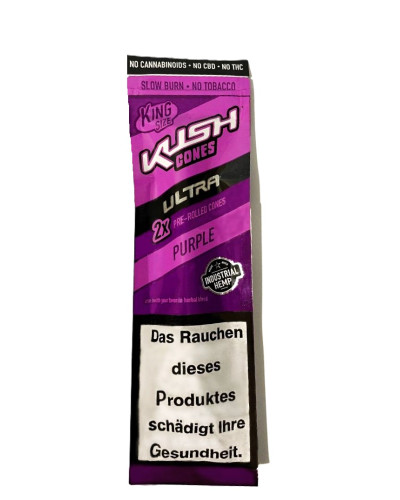 NO CANNABINOIDS • NO CBD • NO THC
SLOW BURN • NO TOBACCO
KING
SIZE
KUSH
CONES
ULTRA
2x PRE-ROLLED CONES
PURPLE
INDUSTRIAL
HEMP
Das Rauchen
dieses
Produktes
schädigt Ihre
Gesundheit.